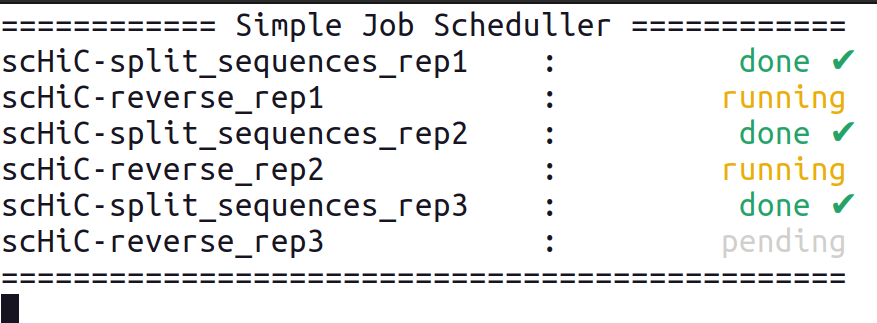 ============ Simple Job Scheduller ============
scHiC-split_sequences_rep1    :          done ✔
scHiC-reverse_rep1            :         running
scHiC-split_sequences_rep2    :          done ✔
scHiC-reverse_rep2            :         running
scHiC-split_sequences_rep3    :          done ✔
scHiC-reverse_rep3            :         pending
===============================================